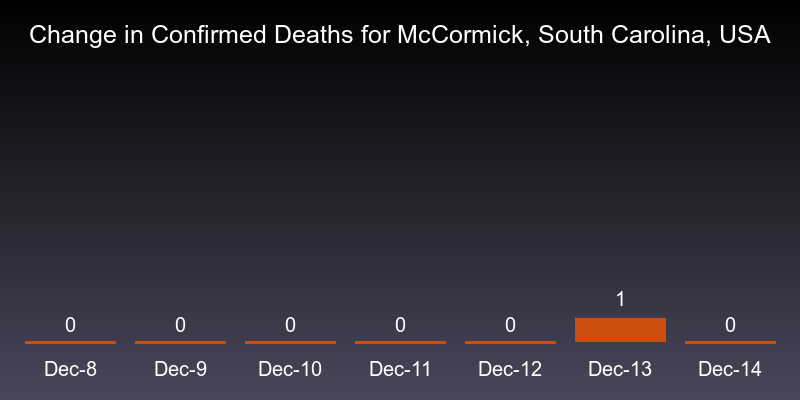 Change in Confirmed Deaths for McCormick, South Carolina, USA
1
0 0 0 0 0 0
Dec-8 Dec-9 Dec-10 Dec-11 Dec-12 Dec-13 Dec-14